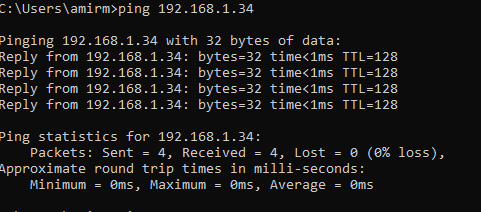 C:\Users\amirm>ping 192.168.1.34
Pinging 192.168.1.34 with 32 bytes of data:
Reply from 192.168.1.34: bytes=32 time<1ms TTL=128
Reply from 192.168.1.34: bytes=32 time<1ms TTL=128
Reply from 192.168.1.34: bytes=32 time<1ms TTL=128
Reply from 192.168.1.34: bytes=32 time<1ms TTL=128
Ping statistics for 192.168.1.34:
Packets: Sent = 4, Received = 4, Lost = 0 (0% loss),
Approximate round trip times in milli-seconds:
Minimum = 0ms, Maximum = 0ms, Average = 0ms